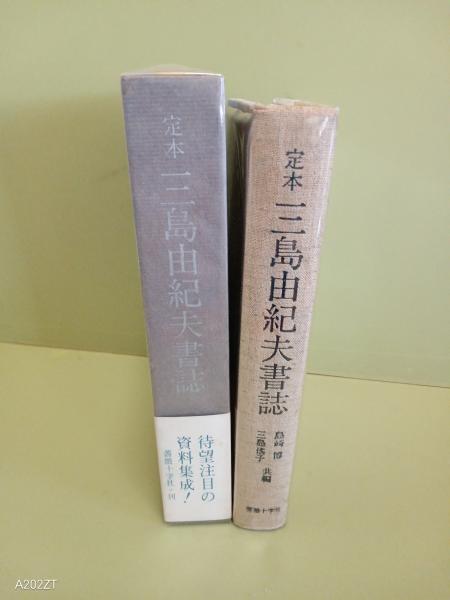 定本
三島由紀夫書誌
待望注目の
資料集成!
薔薇十字社・刊
定本
三島由紀夫書誌
島崎博
三島瑤子
共編
薔薇十字社
A202ZT